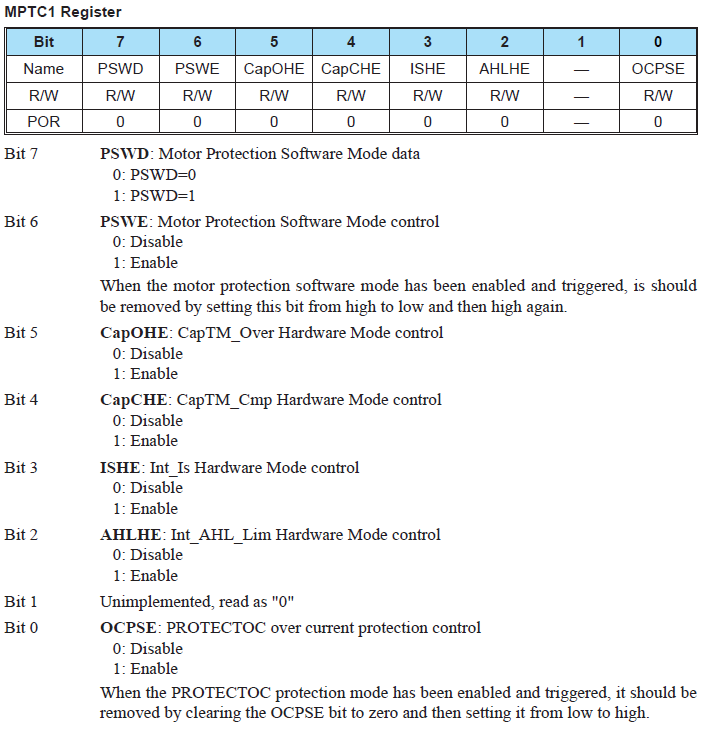 MPTC1 Register
Bit 7 6 5 4 3 2 1 0
Name PSWD PSWE CapOHE CapCHE ISHE AHLHE — OCPSE
R/W R/W R/W R/W R/W R/W R/W — R/W
POR 0 0 0 0 0 0 — 0
Bit 7 PSWD: Motor Protection Software Mode data
0: PSWD=0
1: PSWD=1
Bit 6 PSWE: Motor Protection Software Mode control
0: Disable
1: Enable
When the motor protection software mode has been enabled and triggered, is should
be removed by setting this bit from high to low and then high again.
Bit 5 CapOHE: CapTM_Over Hardware Mode control
0: Disable
1: Enable
Bit 4 CapCHE: CapTM_Cmp Hardware Mode control
0: Disable
1: Enable
Bit 3 ISHE: Int_Is Hardware Mode control
0: Disable
1: Enable
Bit 2 AHLHE: Int_AHL_Lim Hardware Mode control
0: Disable
1: Enable
Bit 1 Unimplemented, read as "0"
Bit 0 OCPSE: PROTECTOC over current protection control
0: Disable
1: Enable
When the PROTECTOC protection mode has been enabled and triggered, it should be
removed by clearing the OCPSE bit to zero and then setting it from low to high.